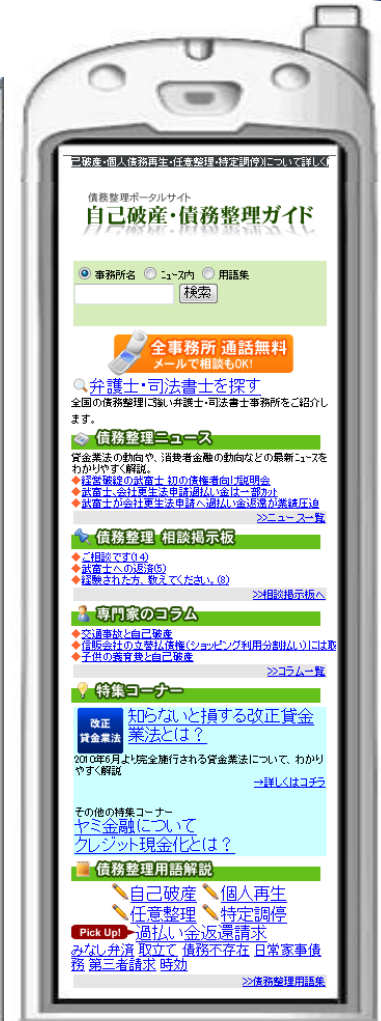 己破産・個人債務再生・任意整理・特定調停)について詳しく
債務整理ポータルサイト
自己破産・債務整理ガイド
事務所名 ニュース内 用語集
検索
全事務所 通話無料
メールで相談もOK!
弁護士・司法書士を探す
全国の債務整理に強い弁護士・司法書士事務所をご紹介し
ます。
債務整理ニュース
貸金業法の動向や、消費者金融の動向などの最新ニュースを
わかりやすく解説。
◆経営破綻の武富士 初の債権者向け説明会
◆武富士、会社更生法申請過払い金は一部カット
◆武富士が会社更生法申請へ過払い金返還が業績圧迫
>>ニュース一覧
債務整理 相談掲示板
◆ご相談です(14)
◆武富士への返済(5)
◆経験された方、教えてください。(8)
>>相談掲示板へ
専門家のコラム
◆交通事故と自己破産
◆信販会社の立替払債権(ショッピング利用分割払い)には取
◆子供の養育費と自己破産
>>コラム一覧
特集コーナー
改正
貸金業法
知らないと損する改正貸金
業法とは?
2010年6月より完全施行される貸金業法について、わかり
やすく解説
→詳しくはコチラ
その他の特集コーナー
ヤミ金融について
クレジット現金化とは?
債務整理用語解説
自己破産 個人再生
任意整理 特定調停
Pick Up! 過払い金返還請求
みなし弁済 取立て 債務不存在 日常家事債
務 第三者請求 時効
>>債務整理用語集